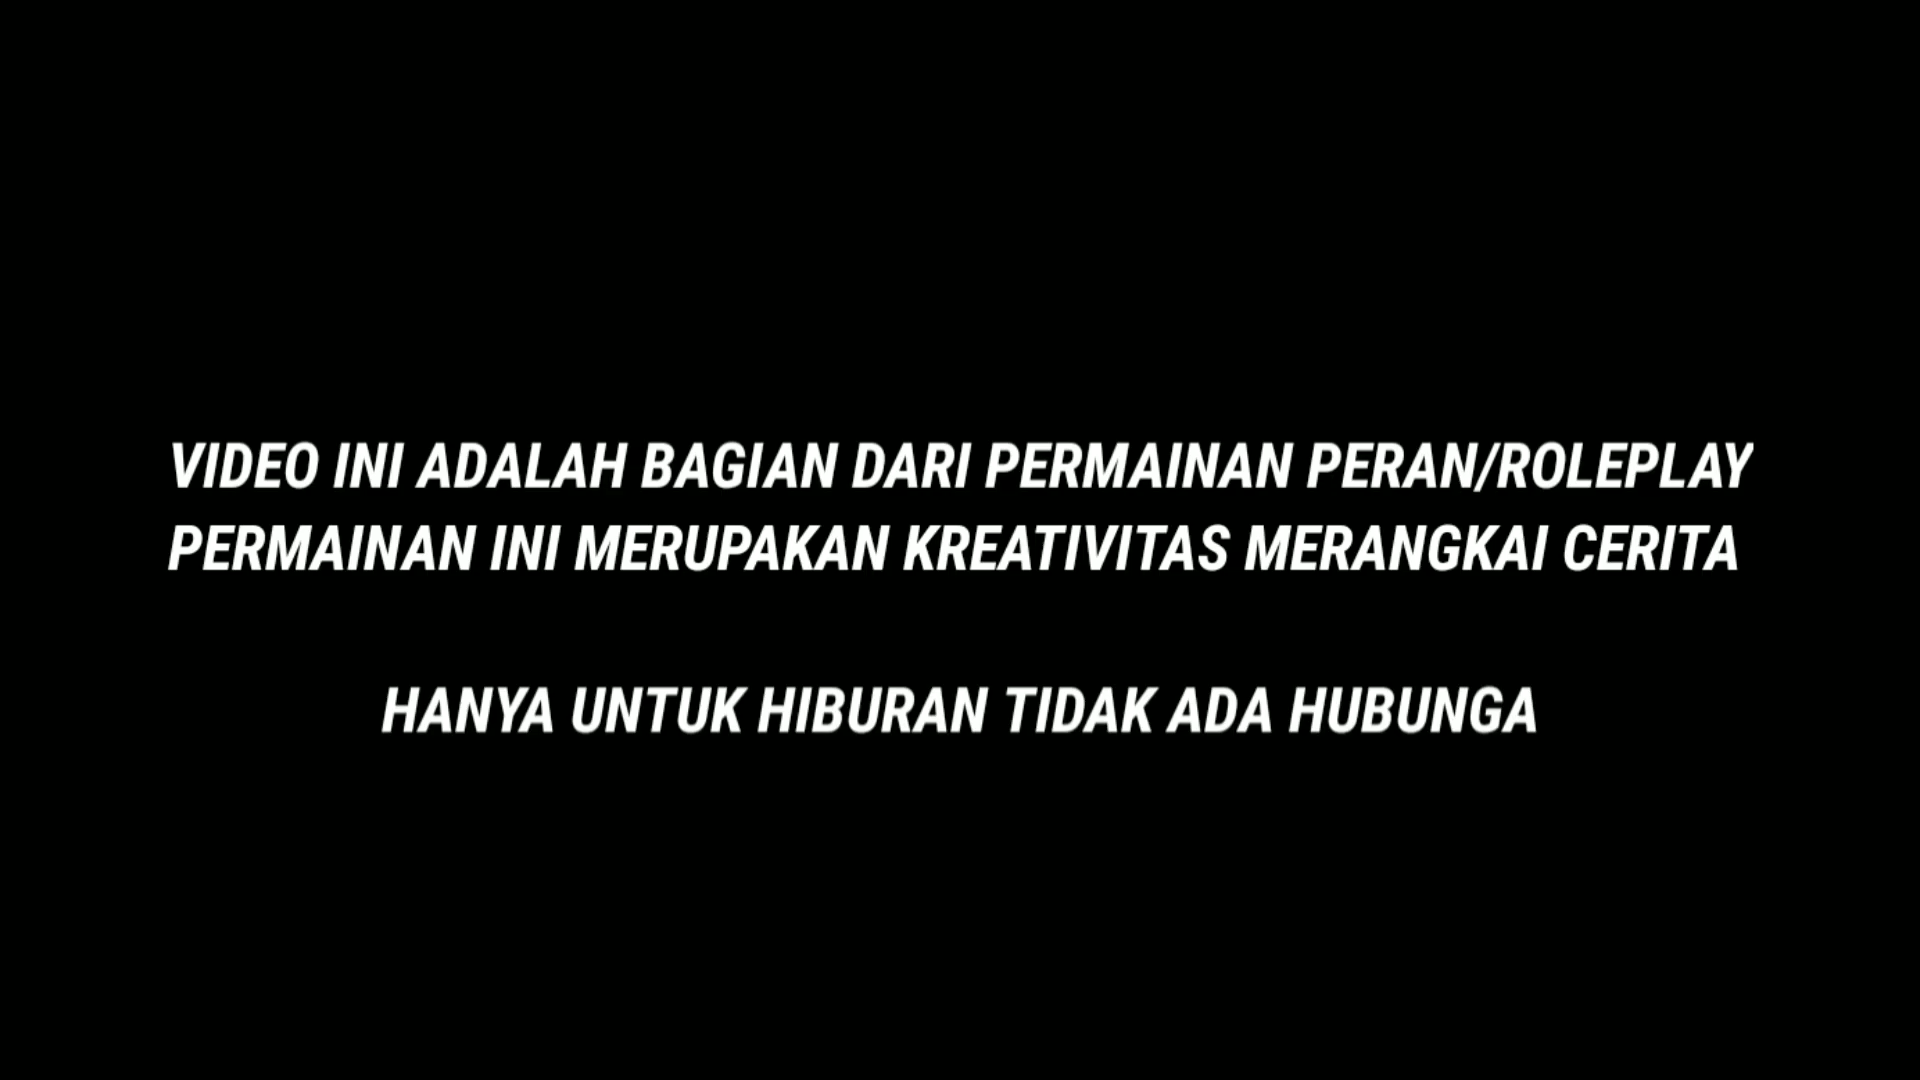 VIDEO INI ADALAH BAGIAN DARI PERMAINAN PERAN/ROLEPLAY
PERMAINAN INI MERUPAKAN KREATIVITAS MERANGKAI CERITA
HANYA UNTUK HIBURAN TIDAK ADA HUBUNGA